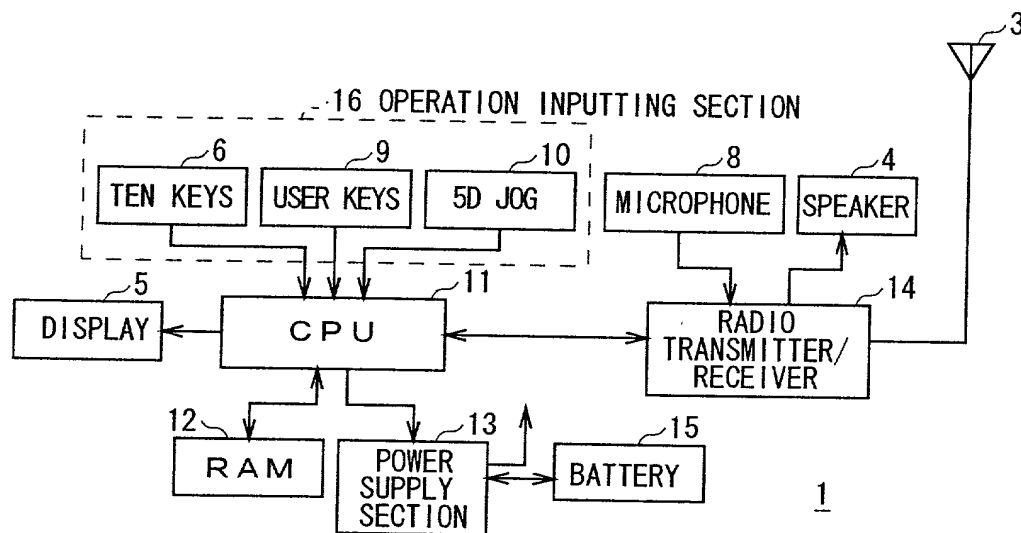 3
16 OPERATION INPUTTING SECTION
6
9
10
8
4
TEN KEYS
USER KEYS
5D JOG
MICROPHONE
SPEAKER
5
11
14
DISPLAY
CPU
RADIO
TRANSMITTER/
RECEIVER
12
13
15
RAM
POWER
SUPPLY
SECTION
BATTERY
1